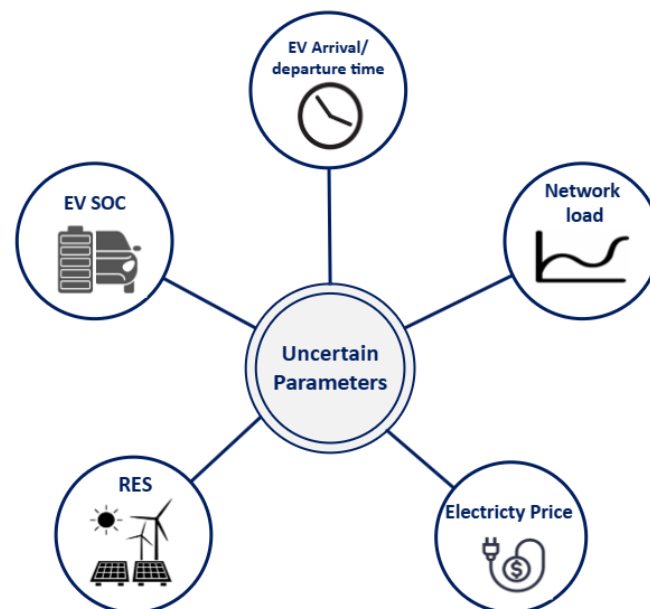 EV Arrival/
departure time
EV SOC
Network
load
Uncertain
Parameters
RES
Electricty Price
$